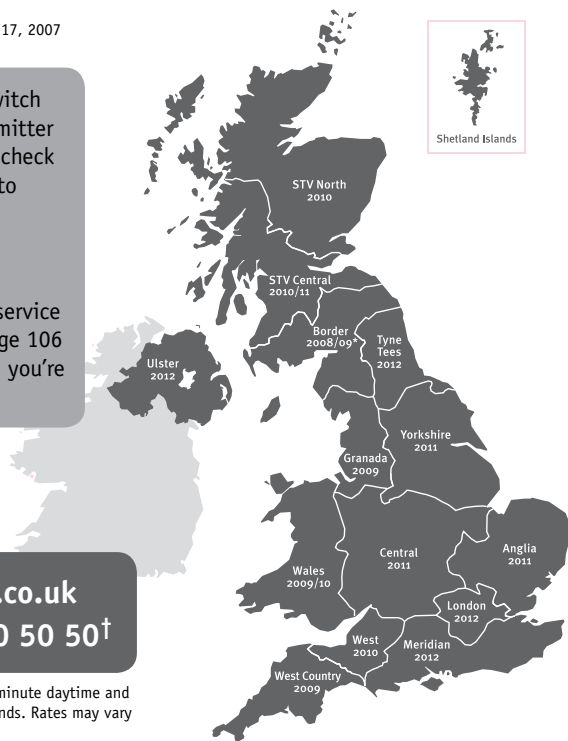 17, 2007
vitch
mitter
check
to
service
ge 106
you're
.co.uk
0 50 50†
minute daytime and
nds. Rates may vary
Shetland Islands
STV North
2010
STV Central
2010/11
Border
2008/09*
Tyne
Tees
2012
Ulster
2012
Yorkshire
2011
Granada
2009
Wales
2009/10
Central
2011
Anglia
2011
London
2012
West
2010
Meridian
2012
West Country
2009